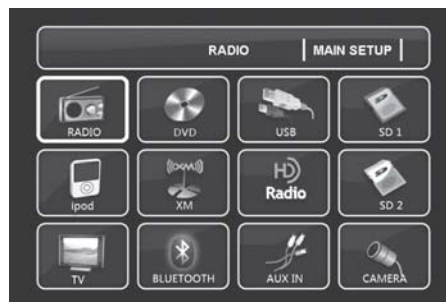 RADIO | MAIN SETUP |
RADIO DVD USB SD 1
ipod XM HD Radio SD 2
TV BLUETOOTH AUX IN CAMERA